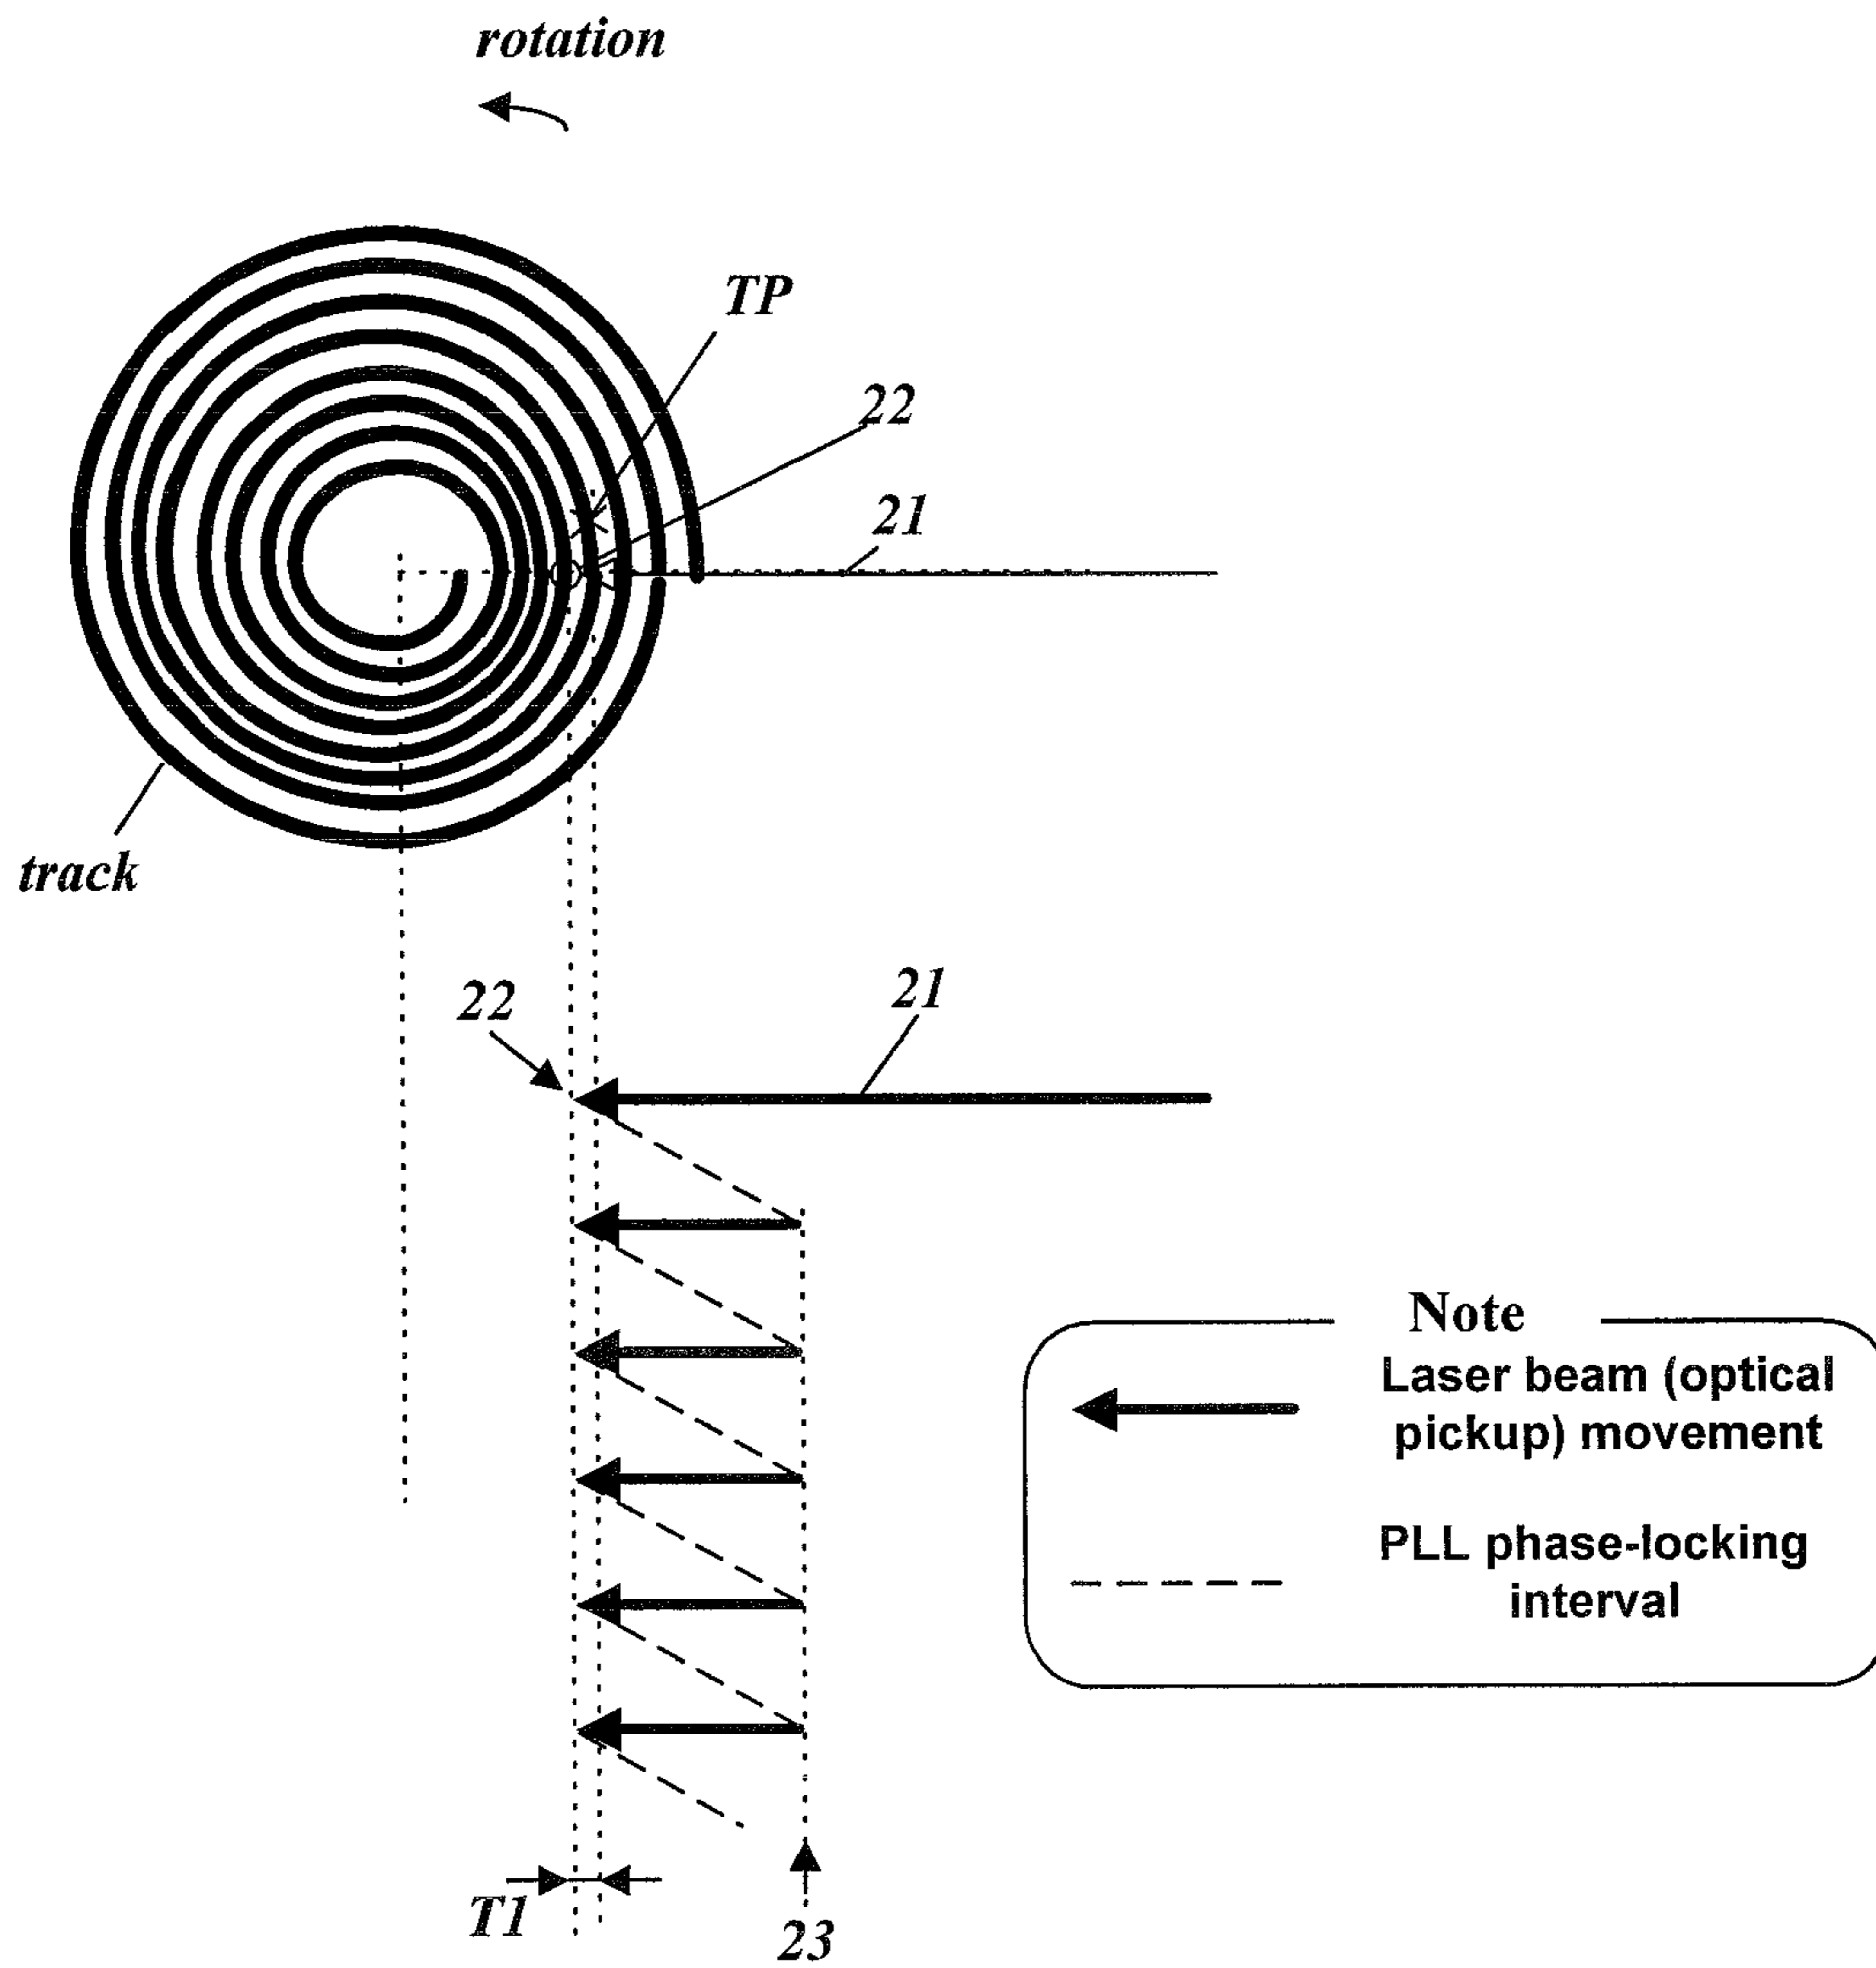 rotation
TP
22
21
track
22
21
Note
Laser beam (optical
pickup) movement
PLL phase-locking
interval
T1
23